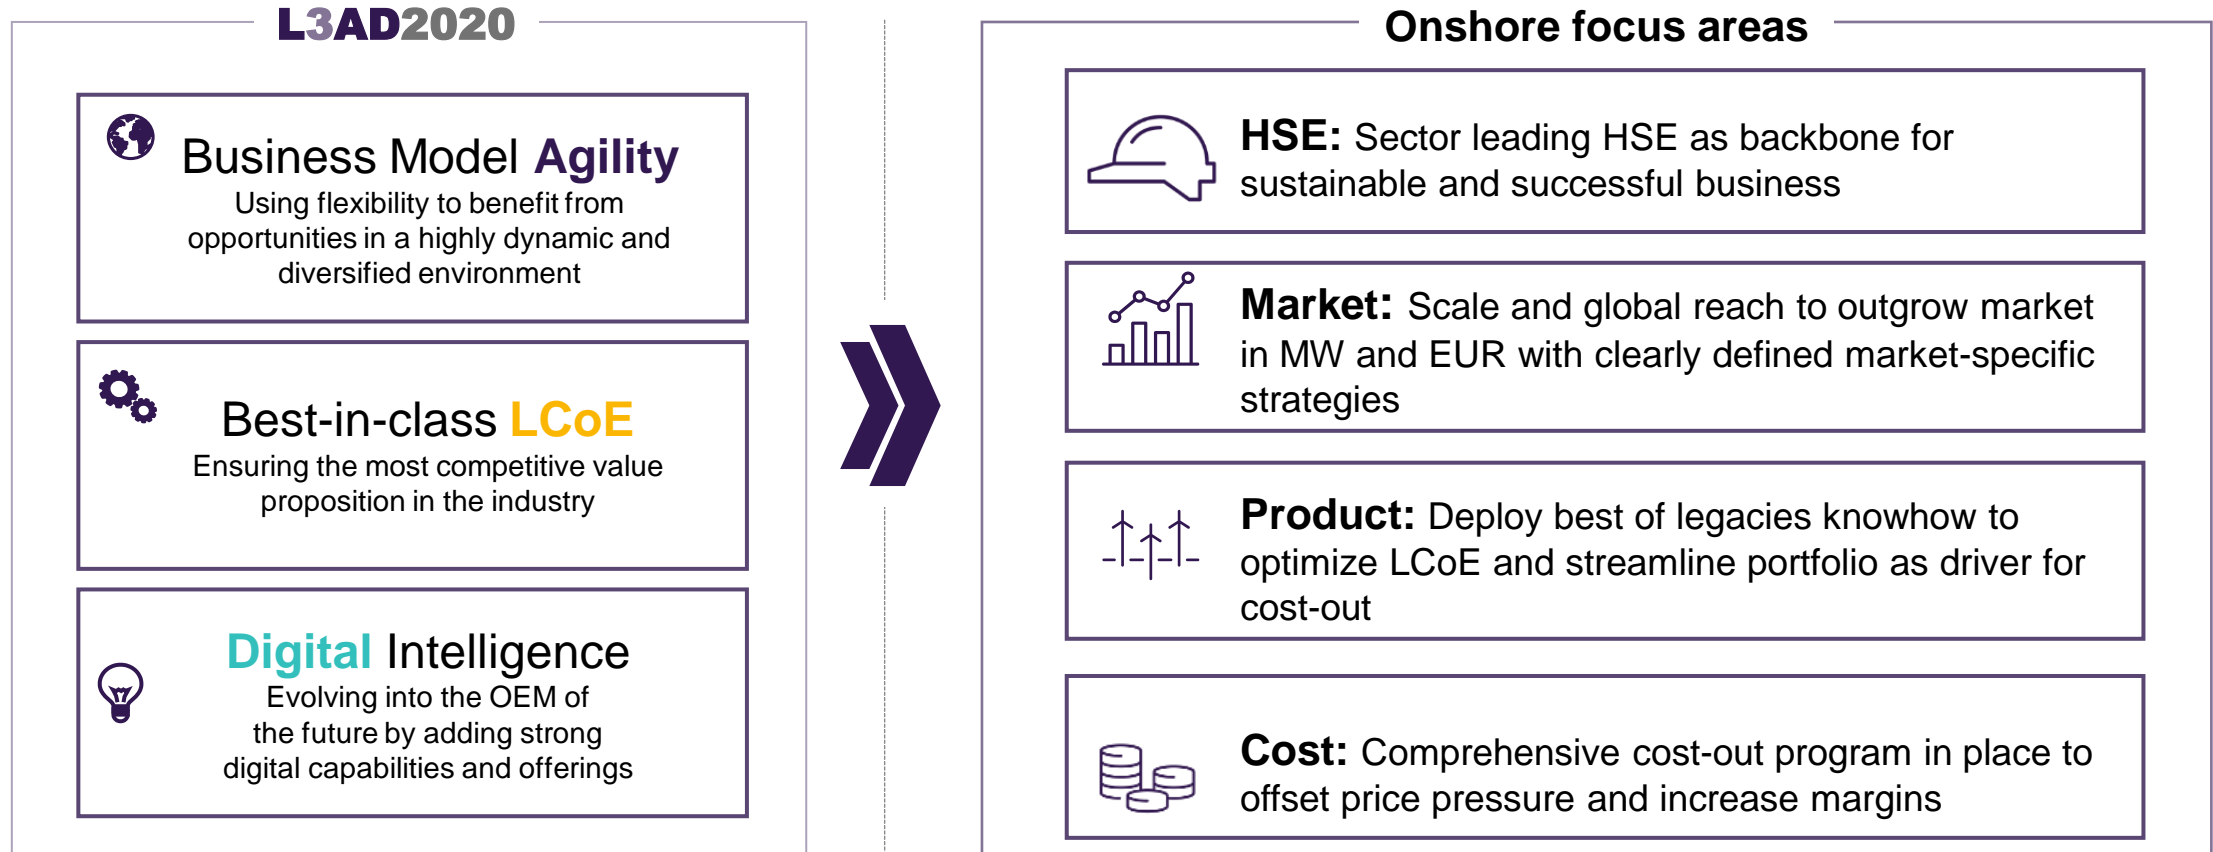 L3AD2020
Business Model Agility
Using flexibility to benefit from
opportunities in a highly dynamic and
diversified environment
Best-in-class LCoE
Ensuring the most competitive value
proposition in the industry
Digital Intelligence
Evolving into the OEM of
the future by adding strong
digital capabilities and offerings
Onshore focus areas
HSE: Sector leading HSE as backbone for
sustainable and successful business
Market: Scale and global reach to outgrow market
in MW and EUR with clearly defined market-specific
strategies
Product: Deploy best of legacies knowhow to
optimize LCoE and streamline portfolio as driver for
cost-out
Cost: Comprehensive cost-out program in place to
offset price pressure and increase margins